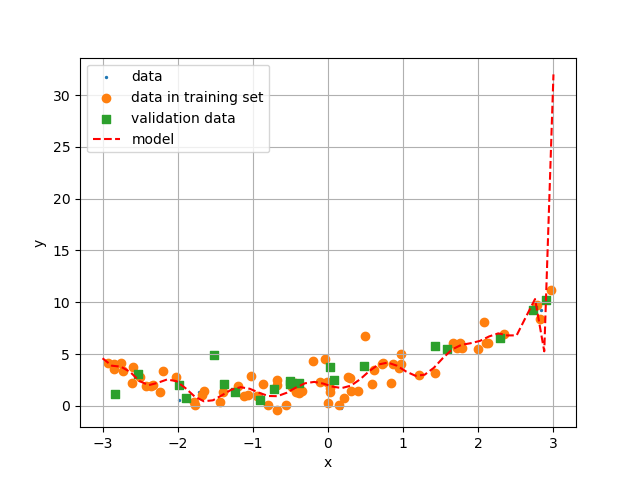 data
data in training set
validation data
model
30
25
20
15
10
5
0
y
−3
−2
−1
0
1
2
3
x